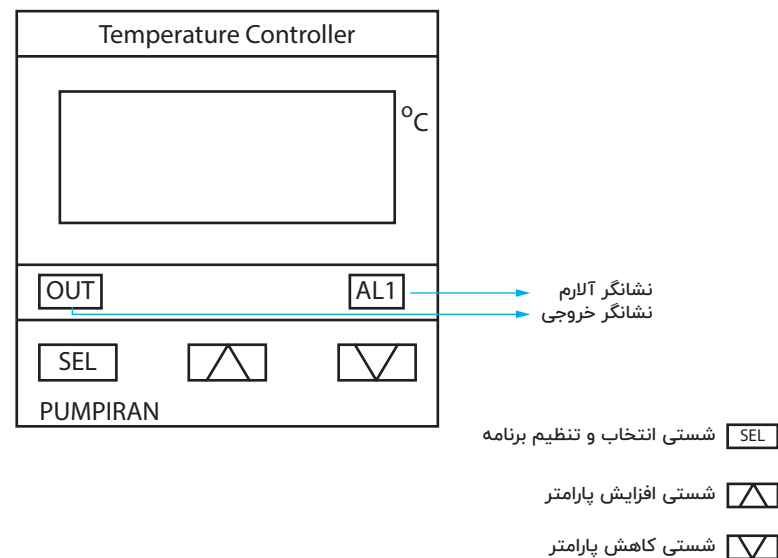 Temperature Controller
°C
OUT
AL1
نشانگر آلارم
نشانگر خروجی
SEL
PUMPIRAN
SEL شستی انتخاب و تنظیم برنامه
شستی افزایش پارامتر
شستی کاهش پارامتر